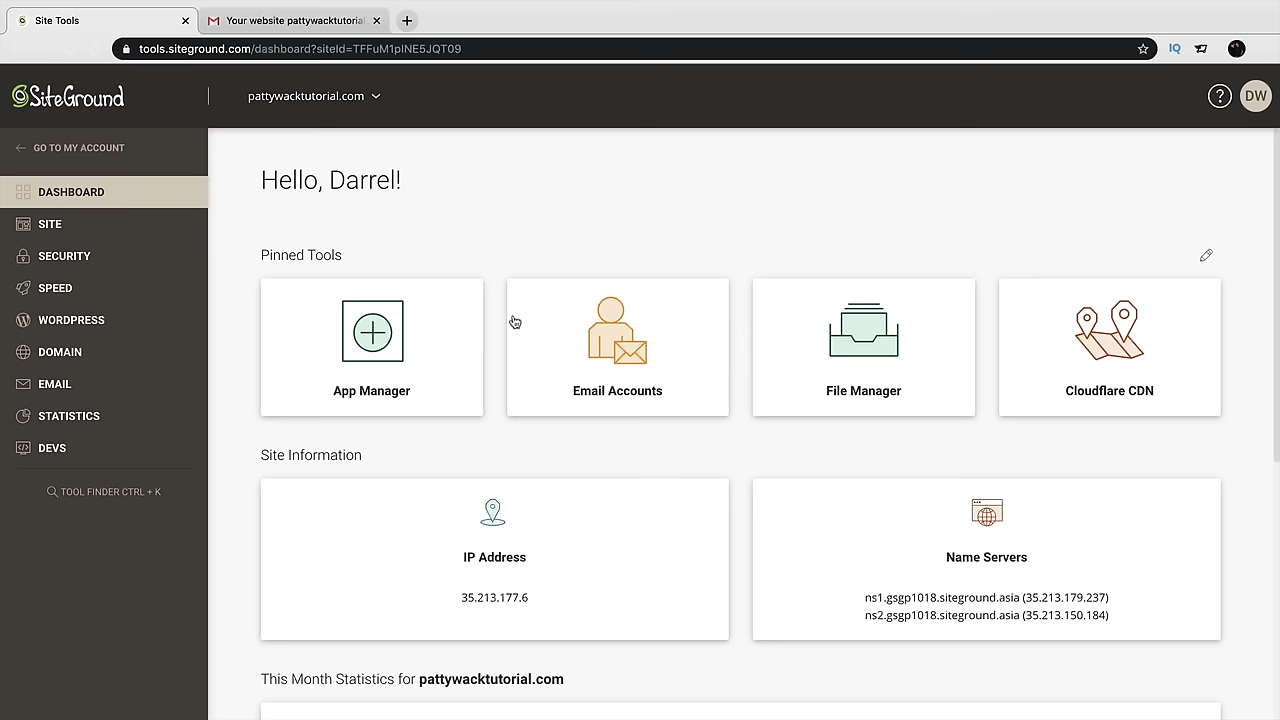 Site Tools
Your website pattywacktutorial
tools.siteground.com/dashboard?siteId=TFFuM1pINE5JQT09
IQ
SiteGround
pattywacktutorial.com
?
DW
GO TO MY ACCOUNT
DASHBOARD
SITE
SECURITY
SPEED
WORDPRESS
DOMAIN
EMAIL
STATISTICS
DEVS
TOOL FINDER CTRL + K
Hello, Darrel!
Pinned Tools
App Manager
Email Accounts
File Manager
Cloudflare CDN
Site Information
IP Address
35.213.177.6
Name Servers
ns1.gsgp1018.siteground.asia (35.213.179.237)
ns2.gsgp1018.siteground.asia (35.213.150.184)
This Month Statistics for pattywacktutorial.com